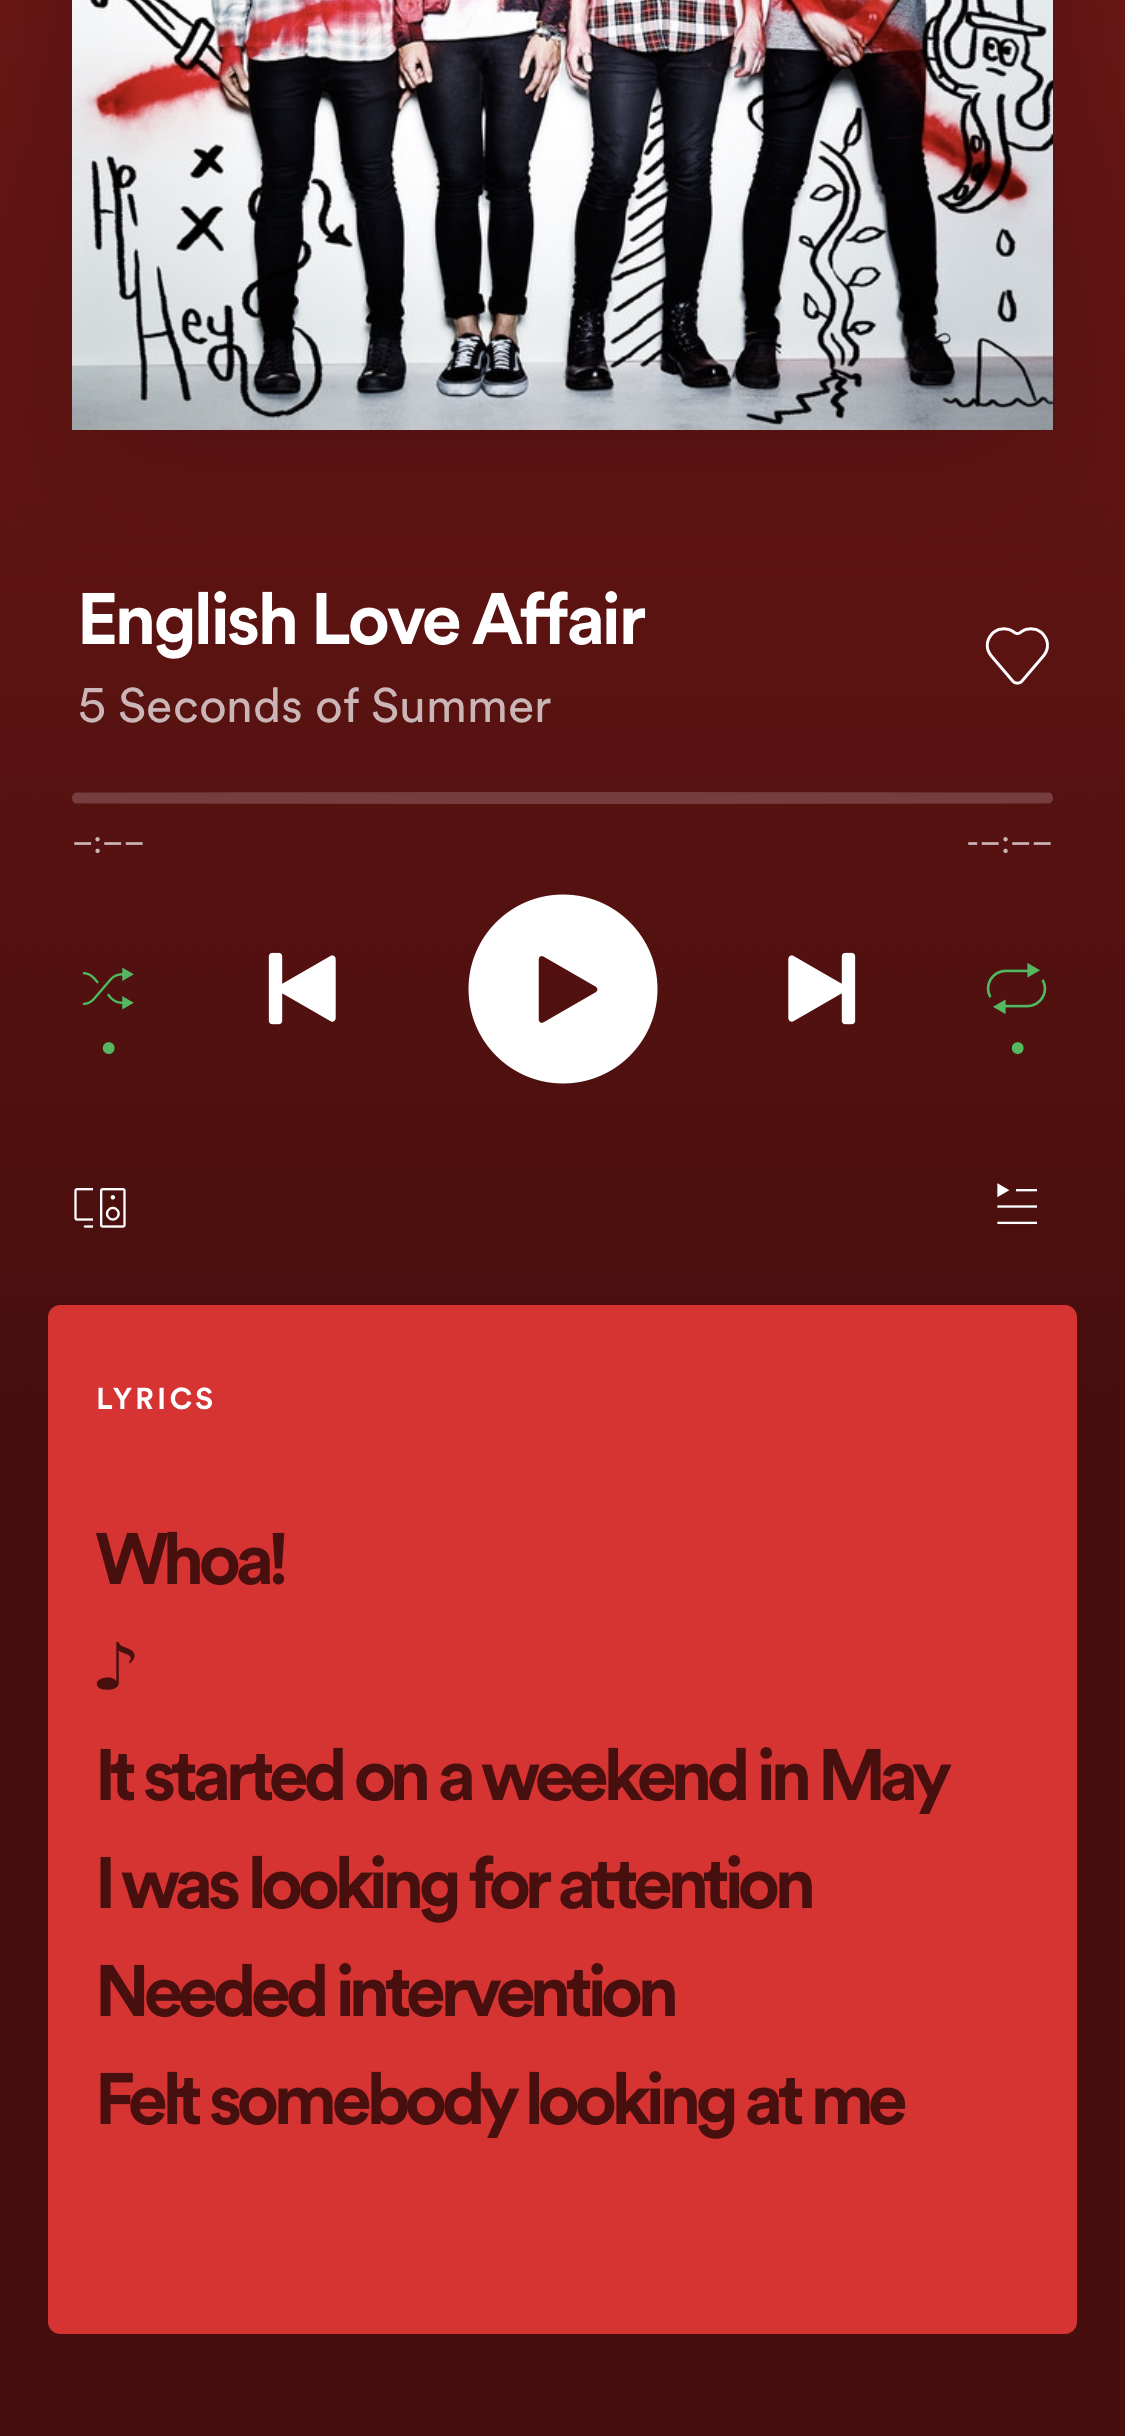 Hi
Hey
English Love Affair
5 Seconds of Summer
–:––
-–:––
LYRICS
Whoa!
♪
It started on a weekend in May
I was looking for attention
Needed intervention
Felt somebody looking at me